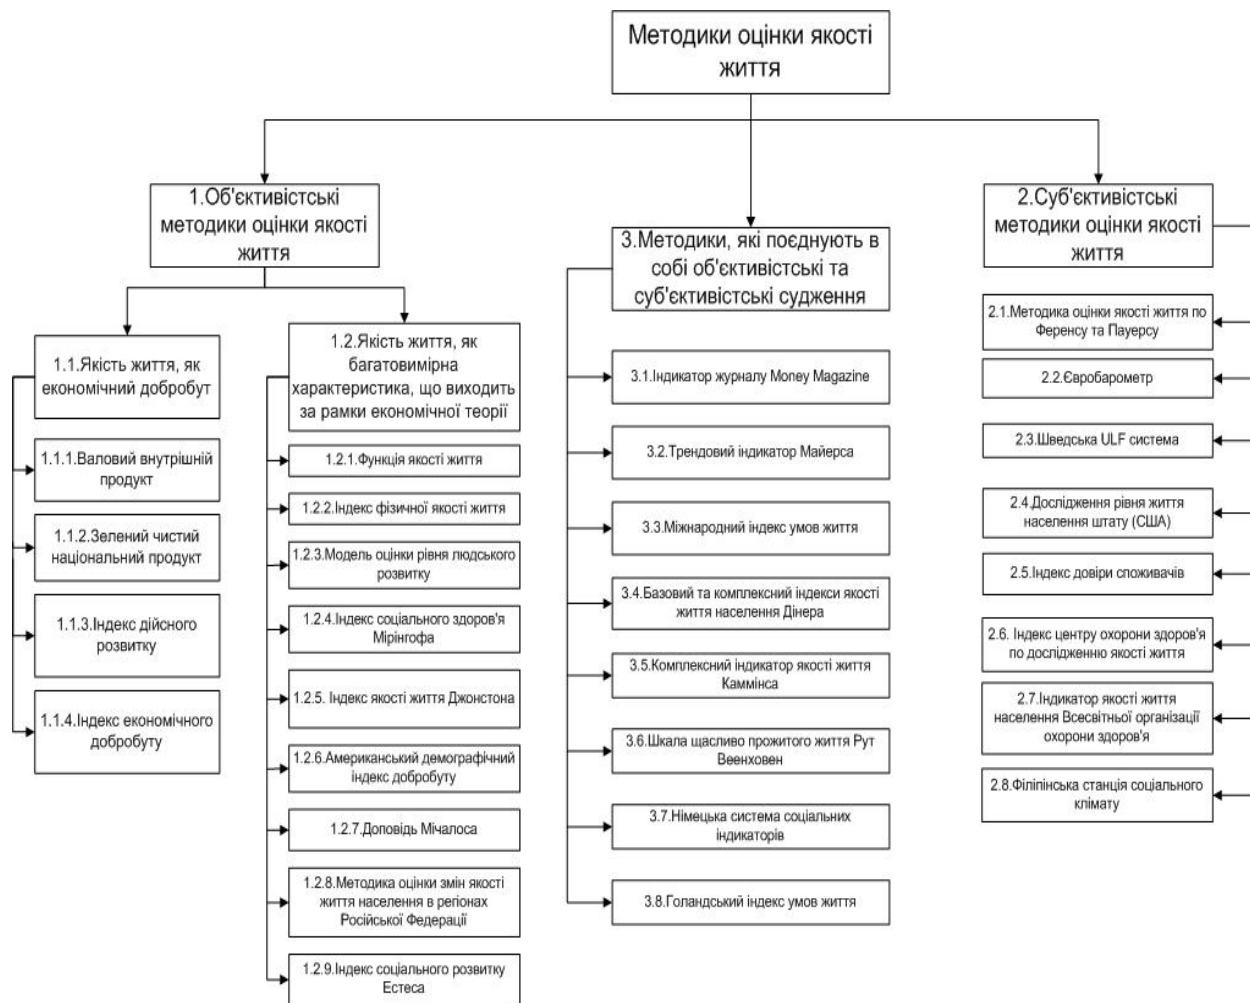 Методики оцінки якості
життя
1.Об'єктивістські
методики оцінки якості
життя
1.1.Якість життя, як
економічний добробут
1.1.1.Валовий внутрішній
продукт
1.1.2.Зелений чистий
національний продукт
1.1.3.Індекс дійсного
розвитку
1.1.4.Індекс економічного
добробуту
1.2.Якість життя, як
багатовимірна
характеристика, що виходить
за рамки економічної теорії
1.2.1.Функція якості життя
1.2.2.Індекс фізичної якості життя
1.2.3.Модель оцінки рівня людського
розвитку
1.2.4.Індекс соціального здоров'я
Мірінгофа
1.2.5. Індекс якості життя Джонстона
1.2.6.Американський демографічний
індекс добробуту
1.2.7.Доповідь Мічалоса
1.2.8.Методика оцінки змін якості
життя населення в регіонах
Російської Федерації
1.2.9.Індекс соціального розвитку
Естеса
3.Методики, які поєднують в
собі об'єктивістські та
суб'єктивістські судження
3.1.Індикатор журналу Money Magazine
3.2.Трендовий індикатор Майерса
3.3.Міжнародний індекс умов життя
3.4.Базовий та комплексний індекси якості
життя населення Дінера
3.5.Комплексний індикатор якості життя
Каммінса
3.6.Шкала щасливо прожитого життя Рут
Веенховен
3.7.Німецька система соціальних
індикаторів
3.8.Голандський індекс умов життя
2.Суб'єктивістські
методики оцінки якості
життя
2.1.Методика оцінки якості життя по
Ференсу та Пауерсу
2.2.Євробарометр
2.3.Шведська ULF система
2.4.Дослідження рівня життя
населення штату (США)
2.5.Індекс довіри споживачів
2.6. Індекс центру охорони здоров'я
по дослідженню якості життя
2.7.Індикатор якості життя
населення Всесвітньої організації
охорони здоров'я
2.8.Філіпінська станція соціального
клімату